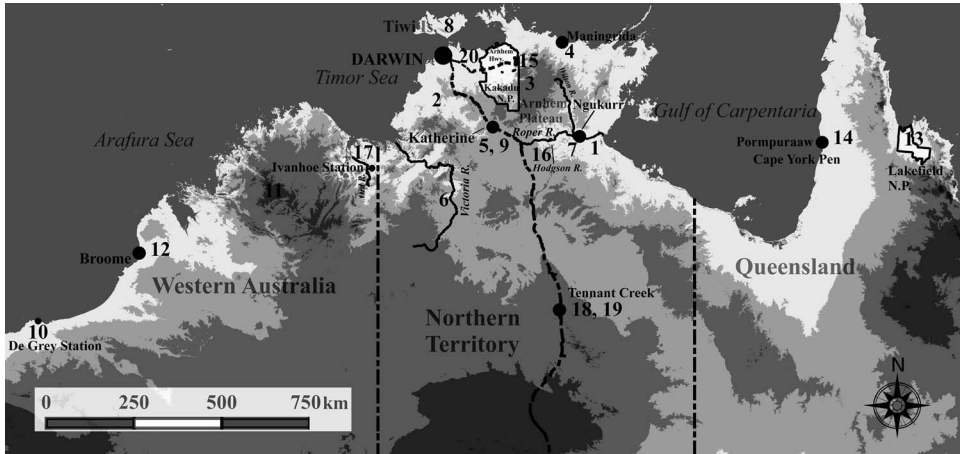 Tiwi Is. 8
Maningrida
4
DARWIN 20
Arnhem
Hwy.
15
Timor Sea
Kakadu
N.P.
3
2
Arnhem
Plateau
Ngukurr
Gulf of Carpentaria
Arafura Sea
Katherine
Roper R.
5, 9
7 1
16
Hodgson R.
Pormpuraaw 14
Cape York Pen
13
Lakefield
N.P.
17
Ivanhoe Station
11
6
Victoria R.
Broome 12
Western Australia
Queensland
Tennant Creek
18, 19
Northern
Territory
10
De Grey Station
N
0 250 500 750 km